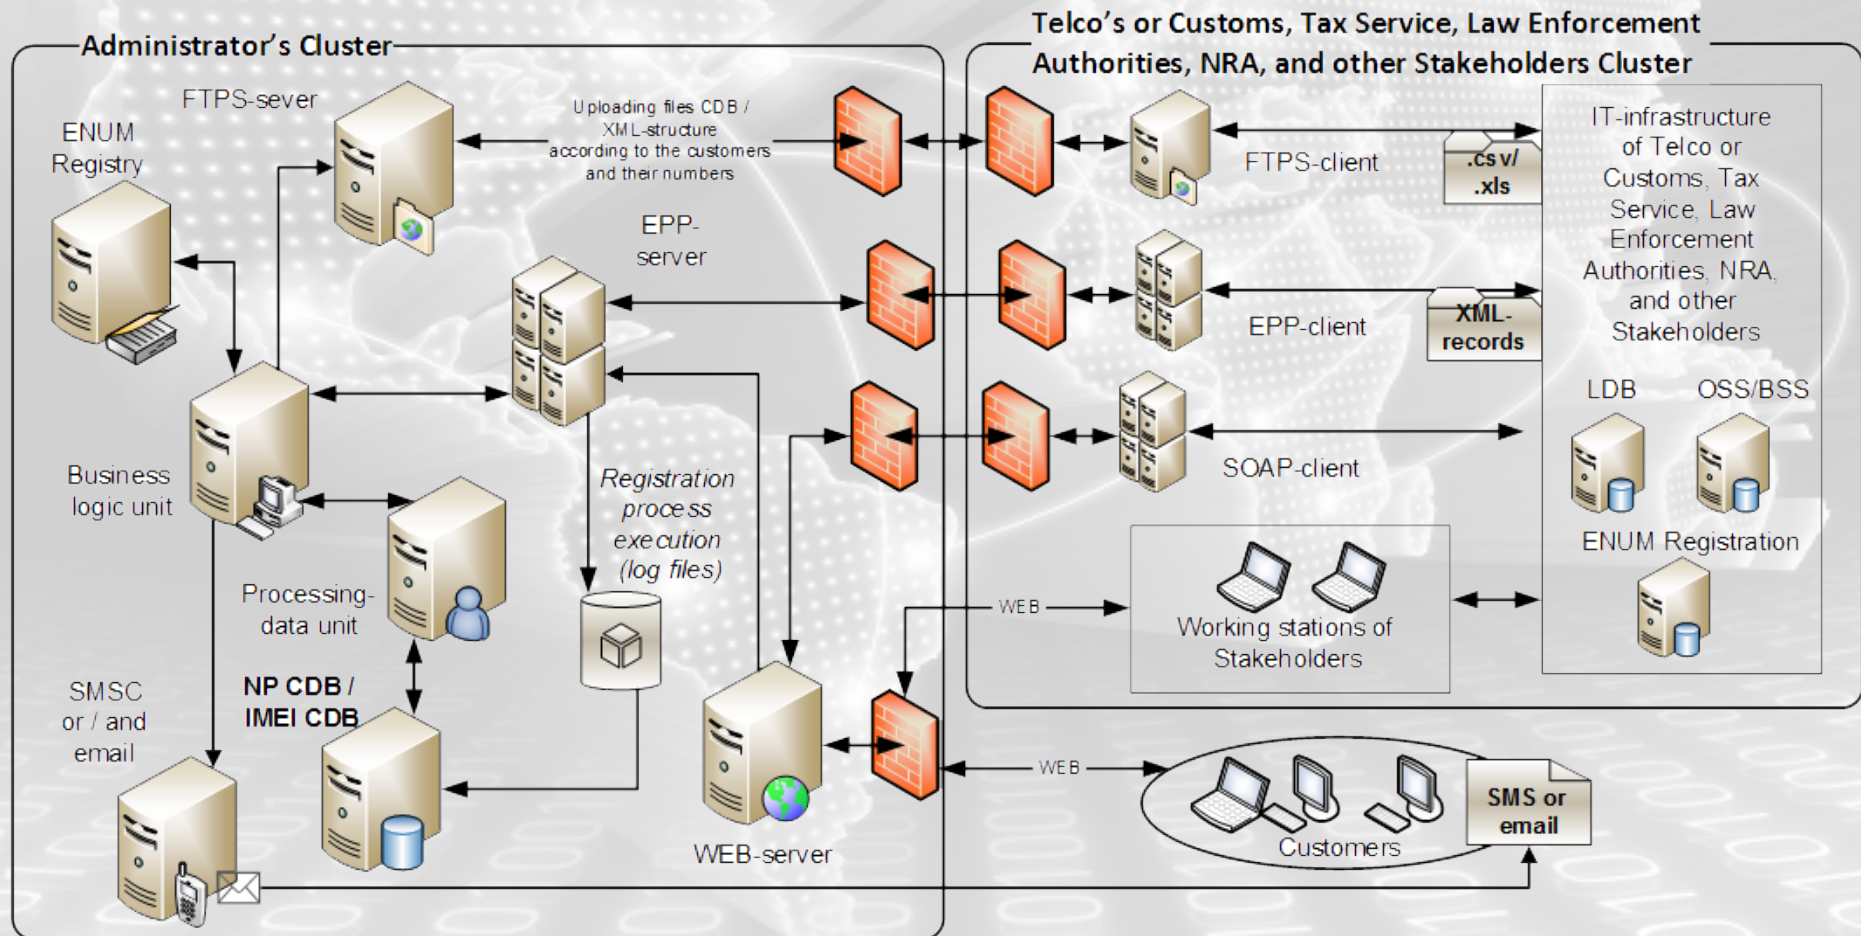 Administrator's Cluster
Telco's or Customs, Tax Service, Law Enforcement
Authorities, NRA, and other Stakeholders Cluster
FTPS-sever
ENUM
Registry
Uploading files CDB /
XML-structure
according to the customers
and their numbers
FTPS-client
.csv/
.xls
IT-infrastructure
of Telco or
Customs, Tax
Service, Law
Enforcement
Authorities, NRA,
and other
Stakeholders
EPP-
server
EPP-client
XML-
records
LDB
OSS/BSS
Business
logic unit
Registration
process
execution
(log files)
SOAP-client
ENUM Registration
Processing-
data unit
WEB
Working stations of
Stakeholders
NP CDB /
IMEI CDB
SMSC
or / and
email
WEB
WEB-server
Customers
SMS or
email